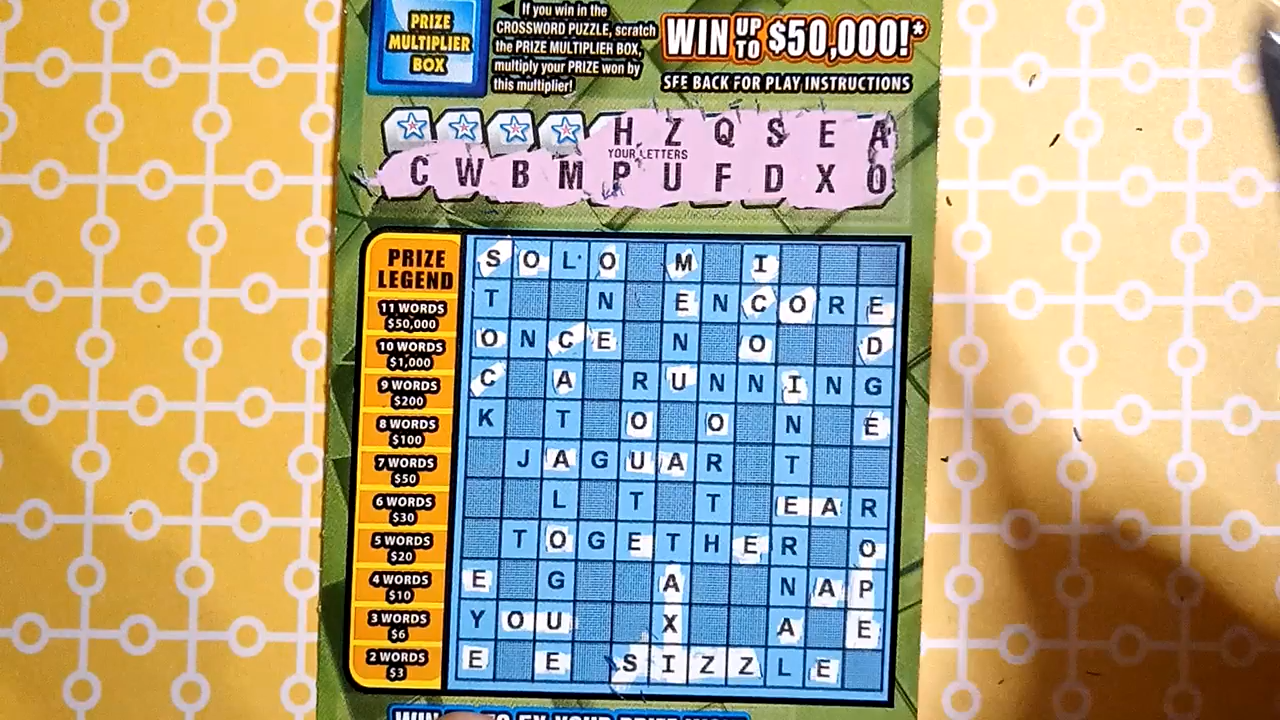 PRIZE
MULTIPLIER
BOX
If you win in the
CROSSWORD PUZZLE, scratch
the PRIZE MULTIPLIER BOX,
multiply your PRIZE won by
this multiplier!
WIN UP TO $50,000!*
SEE BACK FOR PLAY INSTRUCTIONS
H Z Q S E A
YOUR LETTERS
C W B M P U F D X O
PRIZE
LEGEND
11 WORDS
$50,000
10 WORDS
$1,000
9 WORDS
$200
8 WORDS
$100
7 WORDS
$50
6 WORDS
$30
5 WORDS
$20
4 WORDS
$10
3 WORDS
$6
2 WORDS
$3
S O L O M I
T N E N C O R E
O N C E N O D
C A R U N N I N G
K T O O N E
J A G U A R T
L T T E A R
T O G E T H E R O
E G A N A P
Y O U X A E
E E S I Z Z L E